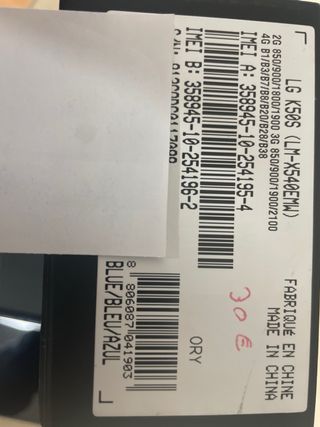 LG K50S (LM-X540EMW)
FABRIQUÉ EN CHINE
MADE IN CHINA
2G 850/900/1800/1900 3G 850/900/1900/2100
4G B1/B3/B7/B8/B20/B28/B38
IMEI A: 358945-10-254195-4
IMEI B: 358945-10-254196-2
30 €
ORY
8 806087 041903
BLUE/BLEU/AZUL